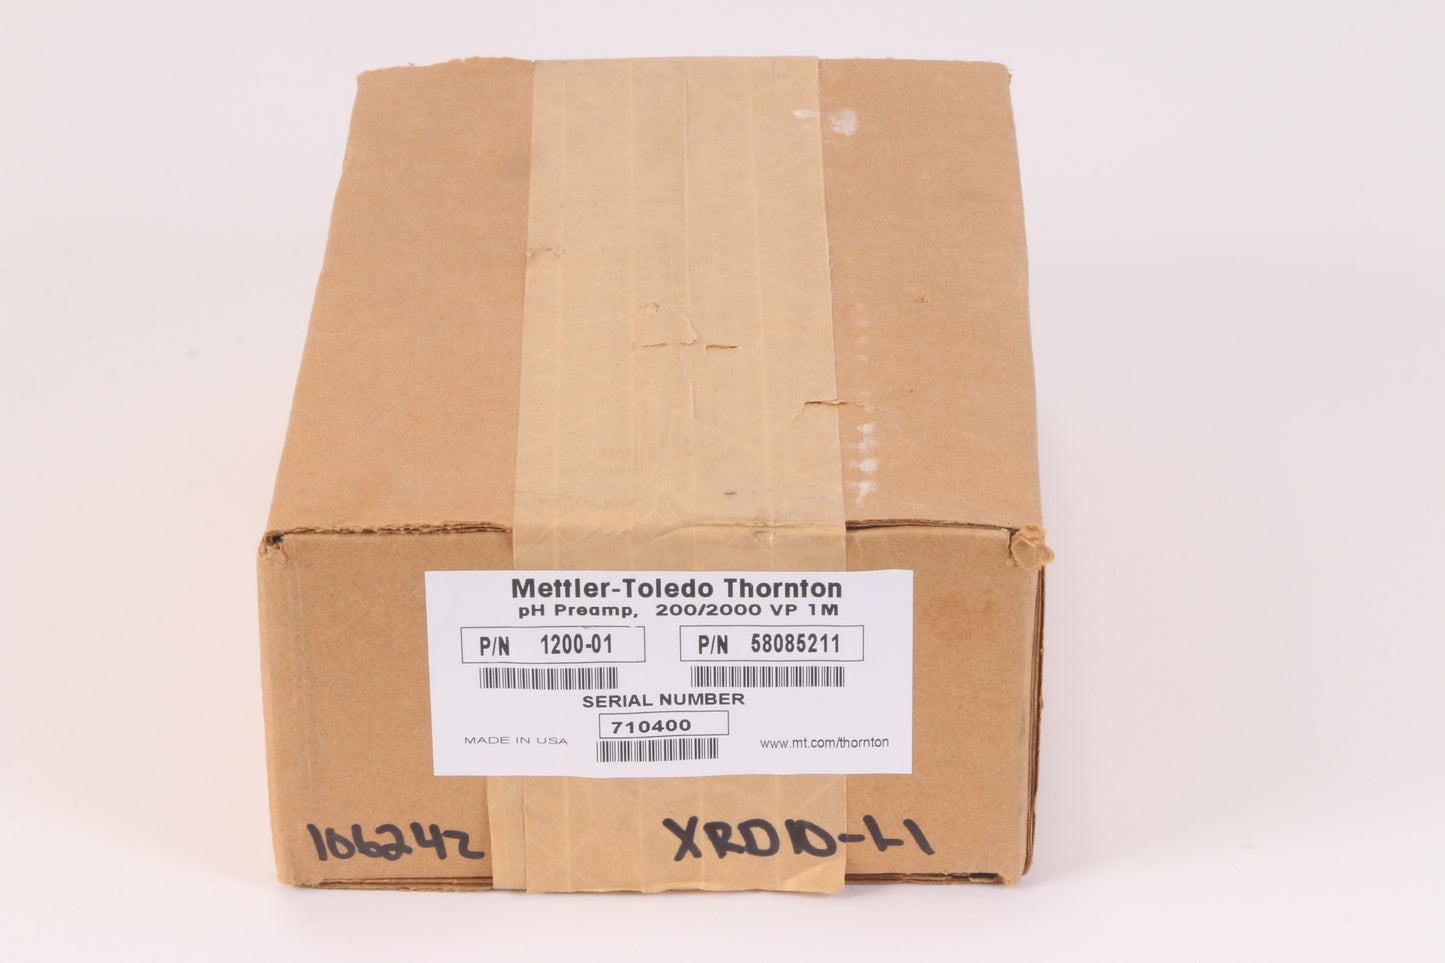 Mettler-Toledo Thornton
pH Preamp, 200/2000 VP 1M
P/N 1200-01 P/N 58085211
SERIAL NUMBER
710400
MADE IN USA www.mt.com/thornton
106242 XRD10-L1